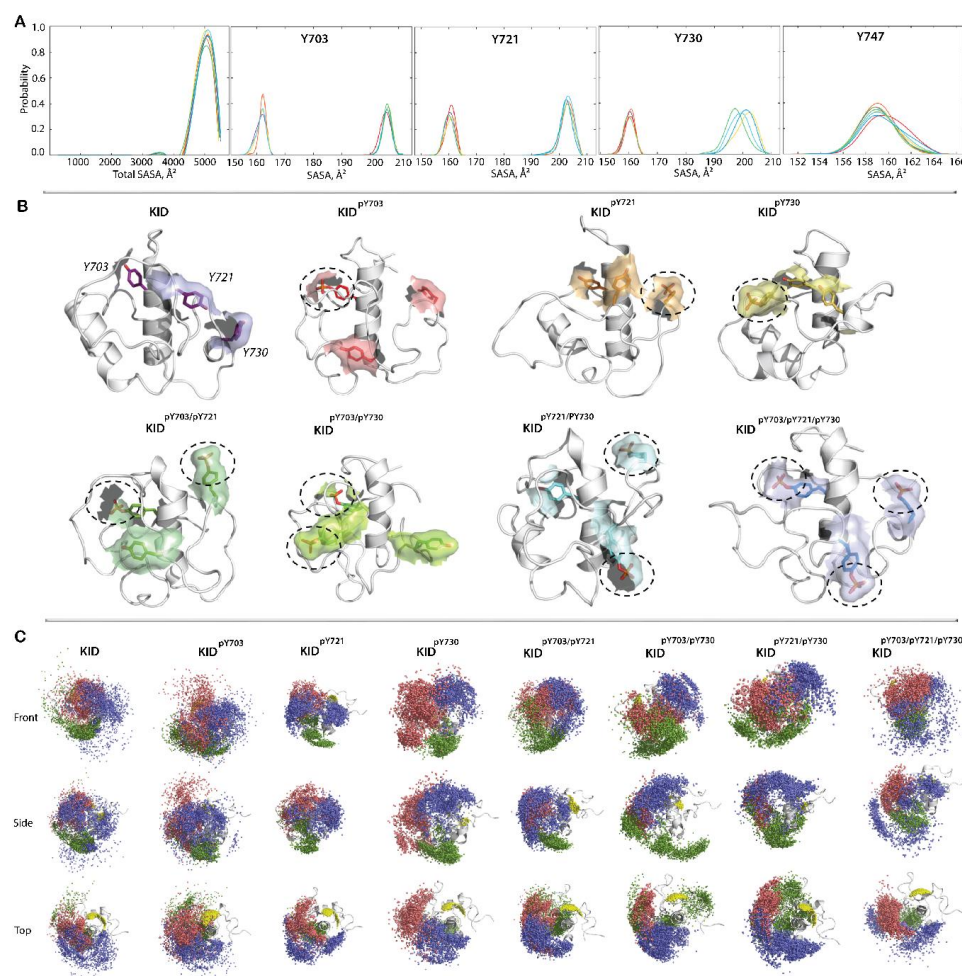 A
Y703
Y721
Y730
Y747
Probability
1.0
0.8
0.6
0.4
0.2
0.0
1000 2000 3000 4000 5000
150 160 170 180 190 200 210
150 160 170 180 190 200 210
150 160 170 180 190 200 210
152 154 156 158 160 162 164 166
Total SASA, Å²
SASA, Å²
SASA, Å²
SASA, Å²
SASA, Å²
B
KID
KID pY703
KID pY721
KID pY730
Y703
Y721
Y730
KID pY703/pY721
KID pY703/pY730
KID pY721/PY730
KID pY703/pY721/pY730
C
KID
KID pY703
KID pY721
KID pY730
KID pY703/pY721
KID pY703/pY730
KID pY721/pY730
KID pY703/pY721/pY730
Front
Side
Top